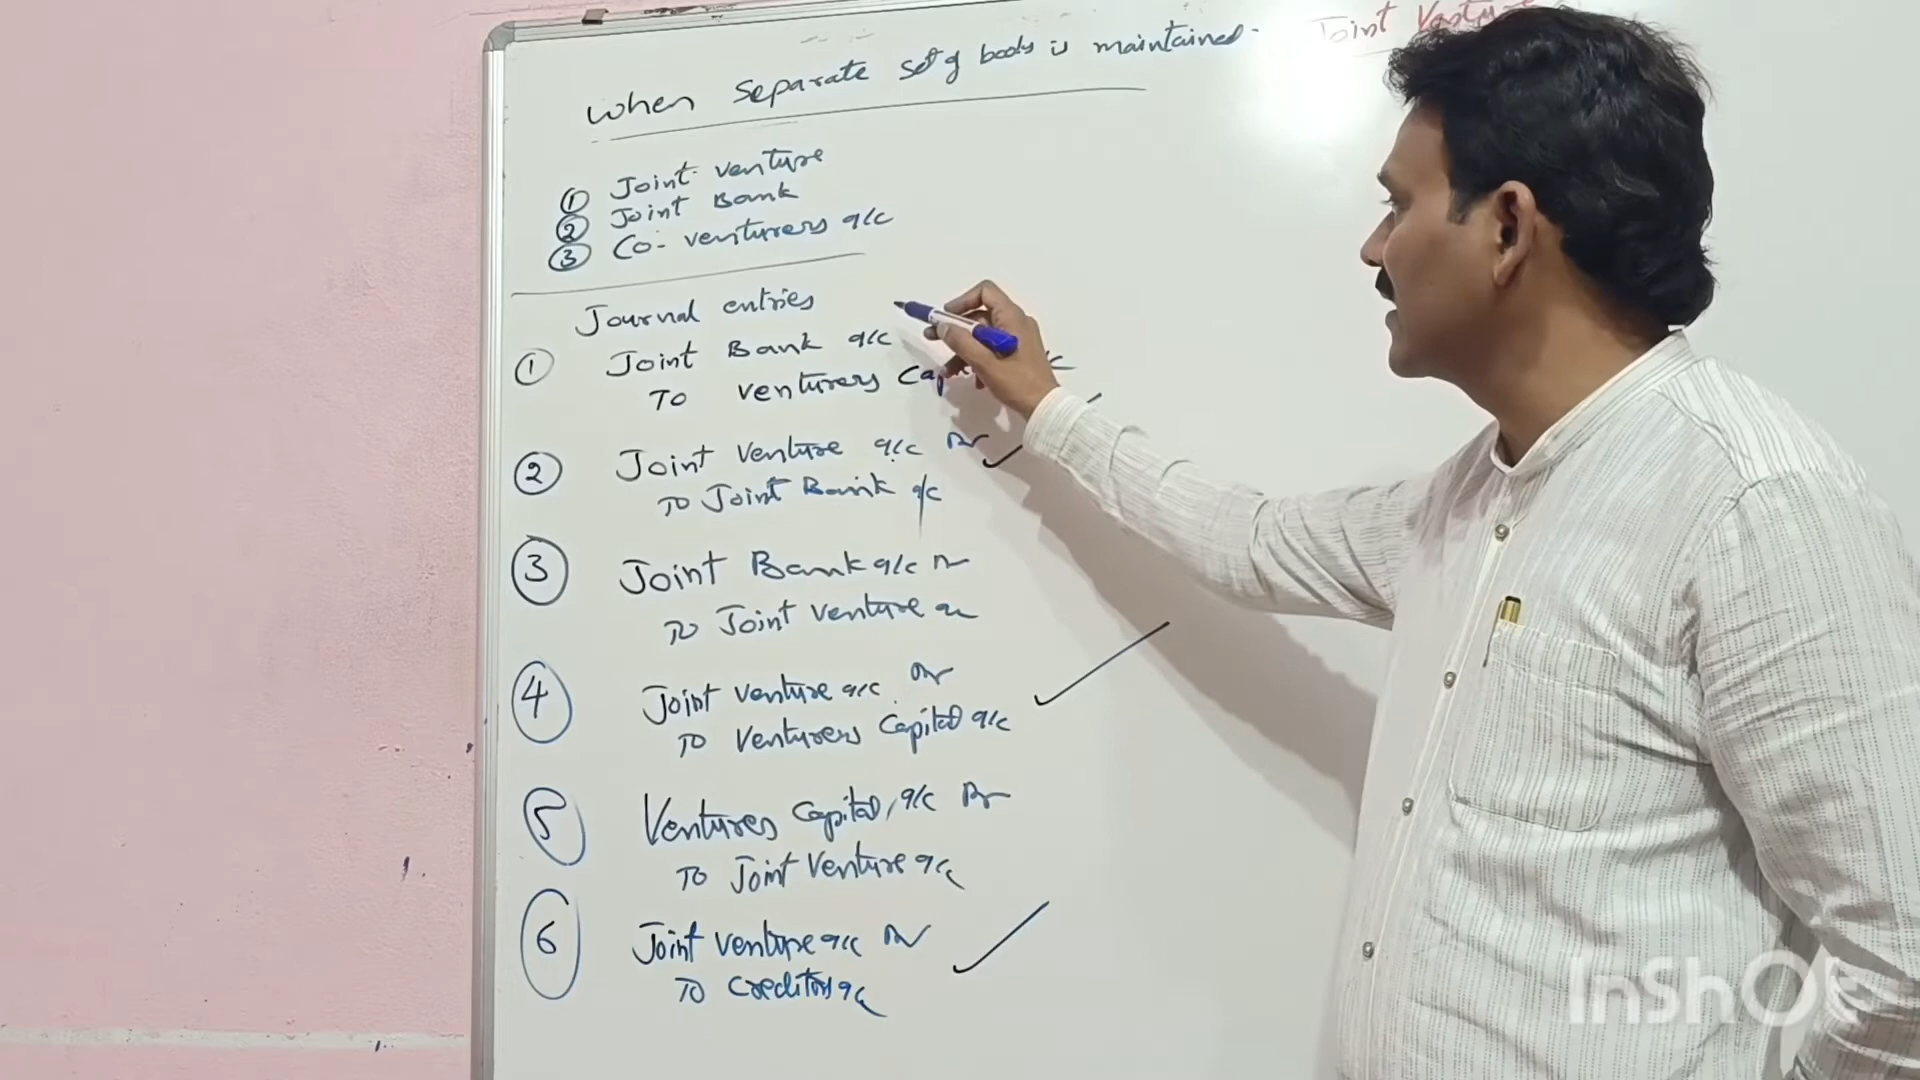 Joint Venture
When Separate Set of books is maintained.
① Joint Venture
② Joint Bank
③ Co-venturers a/c
Journal entries
① Joint Bank a/c
To Venturers
② Joint Venture a/c Dr
To Joint Bank a/c
③ Joint Bank a/c Dr
To Joint Venture a/c
④ Joint Venture a/c Dr
To Venturers Capital a/c
⑤ Ventures Capital a/c Dr
To Joint Venture a/c
⑥ Joint Venture a/c Dr
To Creditors a/c
InShOt